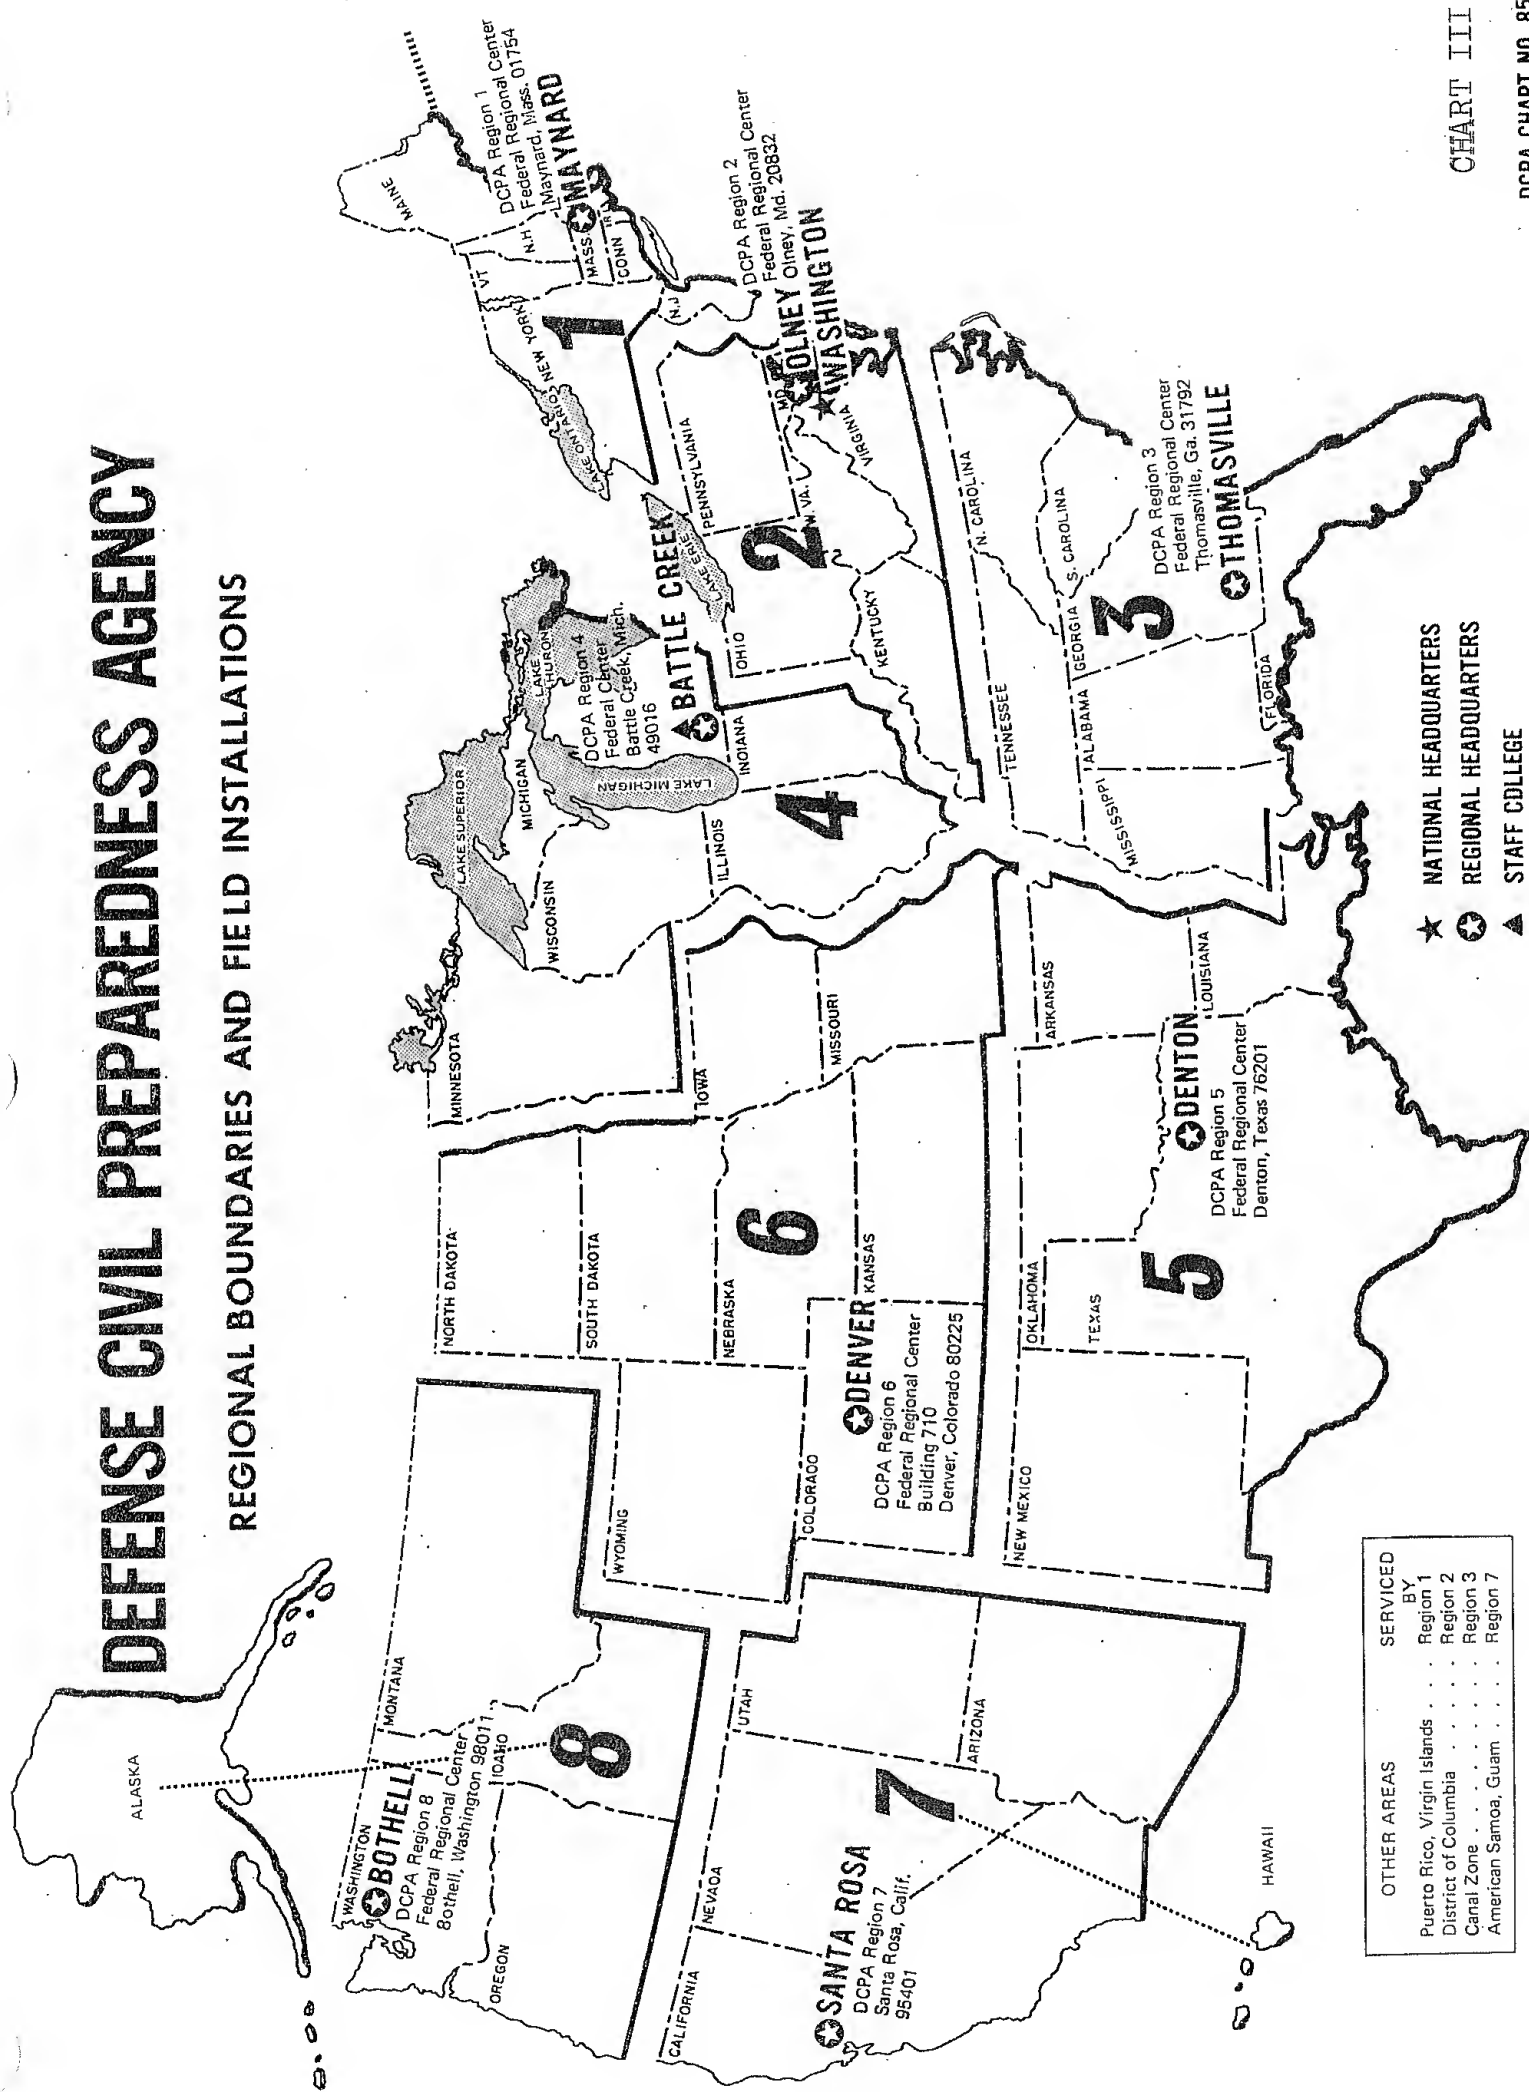 DEFENSE CIVIL PREPAREDNESS AGENCY
REGIONAL BOUNDARIES AND FIELD INSTALLATIONS
ALASKA
WASHINGTON
BOTHELL
DCPA Region 8
Federal Regional Center
Bothell, Washington 98011
MONTANA
IDAHO
OREGON
8
CALIFORNIA
NEVADA
UTAH
ARIZONA
7
SANTA ROSA
DCPA Region 7
Santa Rosa, Calif.
95401
HAWAII
NORTH DAKOTA
SOUTH DAKOTA
WYOMING
NEBRASKA
6
COLORADO
KANSAS
DENVER
DCPA Region 6
Federal Regional Center
Building 710
Denver, Colorado 80225
IOWA
MISSOURI
NEW MEXICO
OKLAHOMA
TEXAS
ARKANSAS
LOUISIANA
5
DENTON
DCPA Region 5
Federal Regional Center
Denton, Texas 76201
MINNESOTA
WISCONSIN
MICHIGAN
LAKE SUPERIOR
LAKE MICHIGAN
LAKE HURON
DCPA Region 4
Federal Center
Battle Creek, Mich.
49016
BATTLE CREEK
ILLINOIS
INDIANA
4
OHIO
LAKE ERIE
PENNSYLVANIA
2
W. VA.
KENTUCKY
VIRGINIA
MD.
OLNEY
WASHINGTON
DCPA Region 2
Federal Regional Center
Olney, Md. 20832
MAINE
VT
N.H
MASS.
CONN
R
NEW YORK
LAKE ONTARIO
N.J
1
MAYNARD
DCPA Region 1
Federal Regional Center
Maynard, Mass. 01754
TENNESSEE
N. CAROLINA
S. CAROLINA
GEORGIA
ALABAMA
MISSISSIPPI
FLORIDA
3
DCPA Region 3
Federal Regional Center
Thomasville, Ga. 31792
THOMASVILLE
NATIONAL HEADQUARTERS
REGIONAL HEADQUARTERS
STAFF COLLEGE
OTHER AREAS SERVICED BY
Puerto Rico, Virgin Islands . . Region 1
District of Columbia . . . . . Region 2
Canal Zone . . . . . . . . Region 3
American Samoa, Guam . . . . Region 7
CHART III
DCPA CHART NO. 85